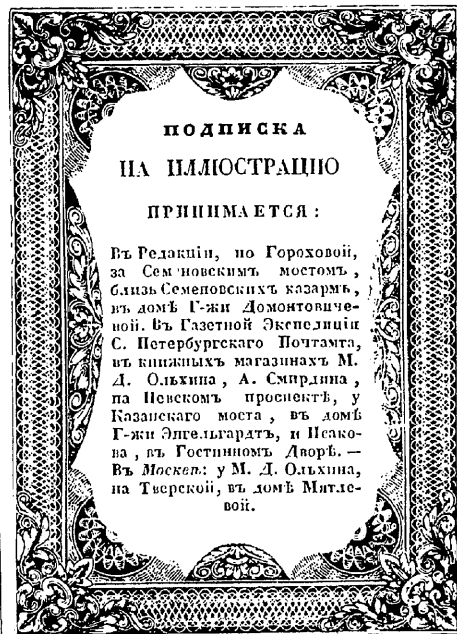 ПОДПИСКА
НА ИЛЛЮСТРАЦІЮ
ПРИНИМАЕТСЯ:
Въ Редакціи, по Гороховой,
за Семеновскимъ мостомъ,
близь Семеновскихъ казармъ,
въ домѣ Г-жи Домонтовиче-
вой. Въ Газетной Экспедиціи
С. Петербургскаго Почтамта,
въ книжныхъ магазинахъ М.
Д. Ольхина, А. Смирдина,
на Невскомъ проспектѣ, у
Казанскаго моста, въ домѣ
Г-жи Энгельгардтъ, и Исако-
ва, въ Гостинномъ Дворѣ. —
Въ Москвѣ: у М. Д. Ольхина,
на Тверской, въ домѣ Мятле-
вой.